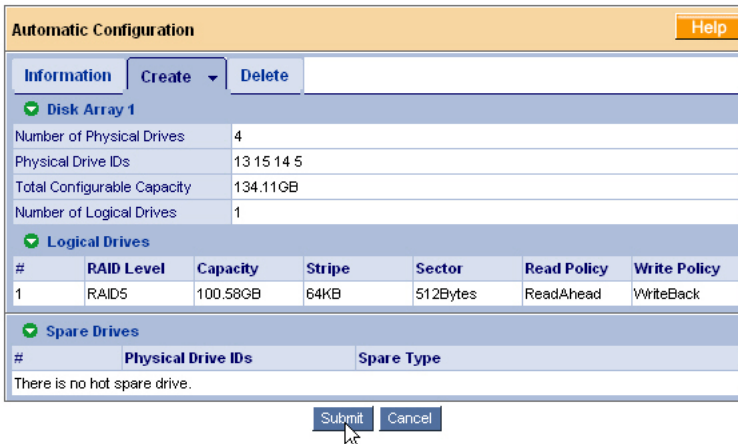 Automatic Configuration Help
Information Create Delete
Disk Array 1
Number of Physical Drives 4
Physical Drive IDs 13 15 14 5
Total Configurable Capacity 134.11GB
Number of Logical Drives 1
Logical Drives
# RAID Level Capacity Stripe Sector Read Policy Write Policy
1 RAID5 100.58GB 64KB 512Bytes ReadAhead WriteBack
Spare Drives
# Physical Drive IDs Spare Type
There is no hot spare drive.
Submit Cancel